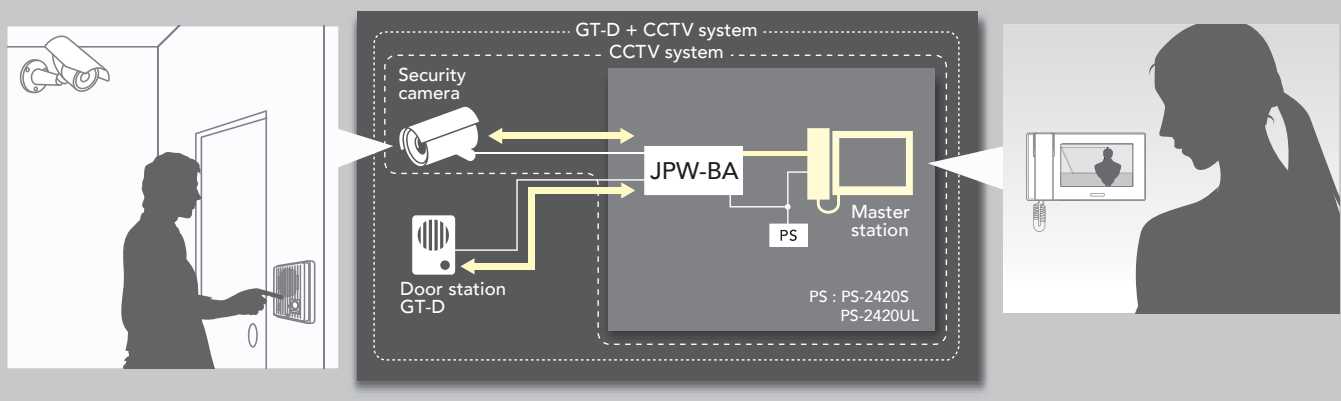 GT-D + CCTV system
CCTV system
Security
camera
JPW-BA
Master
station
PS
Door station
GT-D
PS : PS-2420S
PS-2420UL